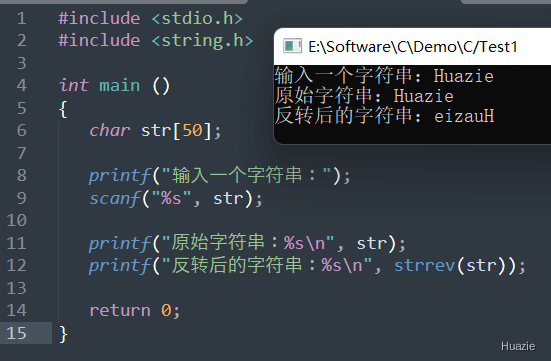 1 #include <stdio.h>
2 #include <string.h>
3
4 int main ()
5 {
6 char str[50];
7
8 printf("输入一个字符串：");
9 scanf("%s", str);
10
11 printf("原始字符串：%s\n", str);
12 printf("反转后的字符串：%s\n", strrev(str));
13
14 return 0;
15 }
E:\Software\C\Demo\C/Test1
输入一个字符串：Huazie
原始字符串：Huazie
反转后的字符串：eizauH
Huazie